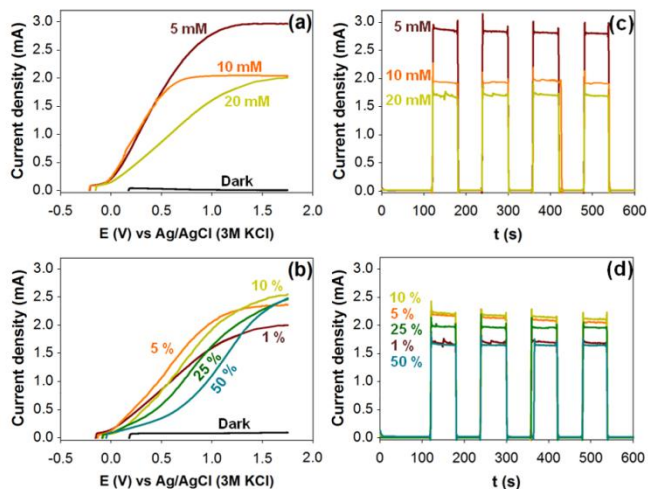 (a)
Current density (mA)
3.0
2.5
2.0
1.5
1.0
0.5
0.0
5 mM
10 mM
20 mM
Dark
-0.5 0.0 0.5 1.0 1.5 2.0
E (V) vs Ag/AgCl (3M KCl)
(c)
Current density (mA)
3.0
2.5
2.0
1.5
1.0
0.5
0.0
5 mM
10 mM
20 mM
0 100 200 300 400 500 600
t (s)
(b)
Current density (mA)
3.0
2.5
2.0
1.5
1.0
0.5
0.0
10 %
5 %
1 %
25 %
50 %
Dark
-0.5 0.0 0.5 1.0 1.5 2.0
E (V) vs Ag/AgCl (3M KCl)
(d)
Current density (mA)
3.0
2.5
2.0
1.5
1.0
0.5
0.0
10 %
5 %
25 %
1 %
50 %
0 100 200 300 400 500 600
t (s)